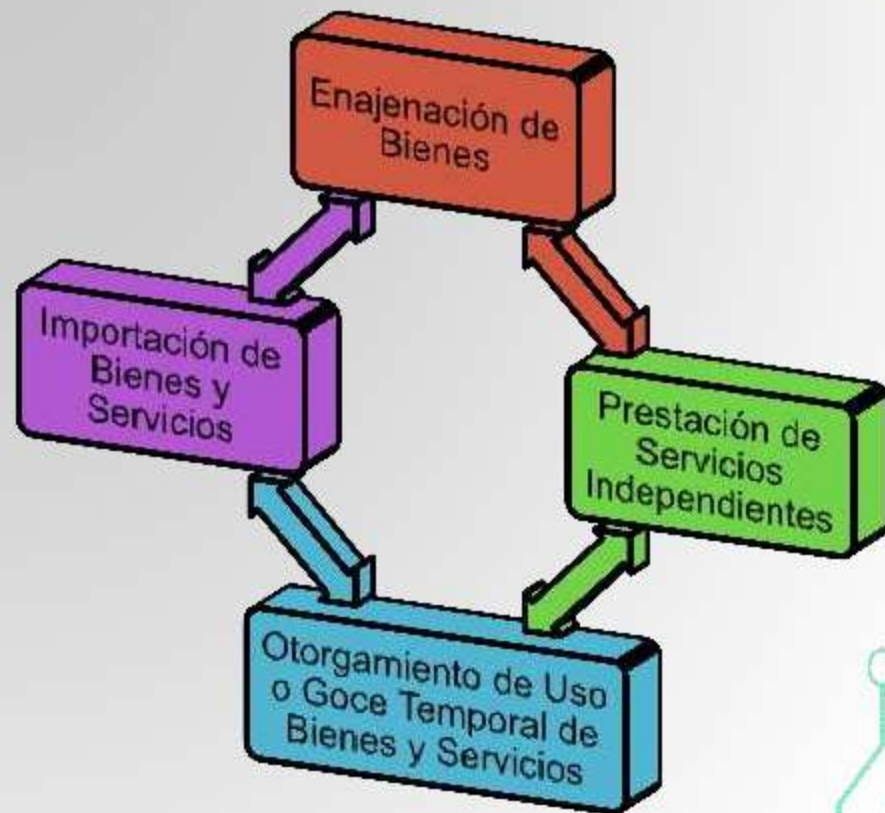 Enajenación de
Bienes
Importación de
Bienes y
Servicios
Prestación de
Servicios
Independientes
Otorgamiento de Uso
o Goce Temporal de
Bienes y Servicios